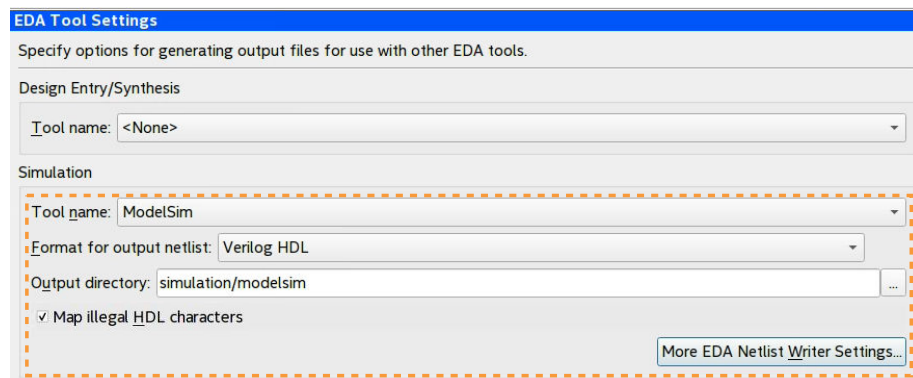 EDA Tool Settings
Specify options for generating output files for use with other EDA tools.
Design Entry/Synthesis
Tool name: <None>
Simulation
Tool name: ModelSim
Format for output netlist: Verilog HDL
Output directory: simulation/modelsim ...
Map illegal HDL characters
More EDA Netlist Writer Settings...